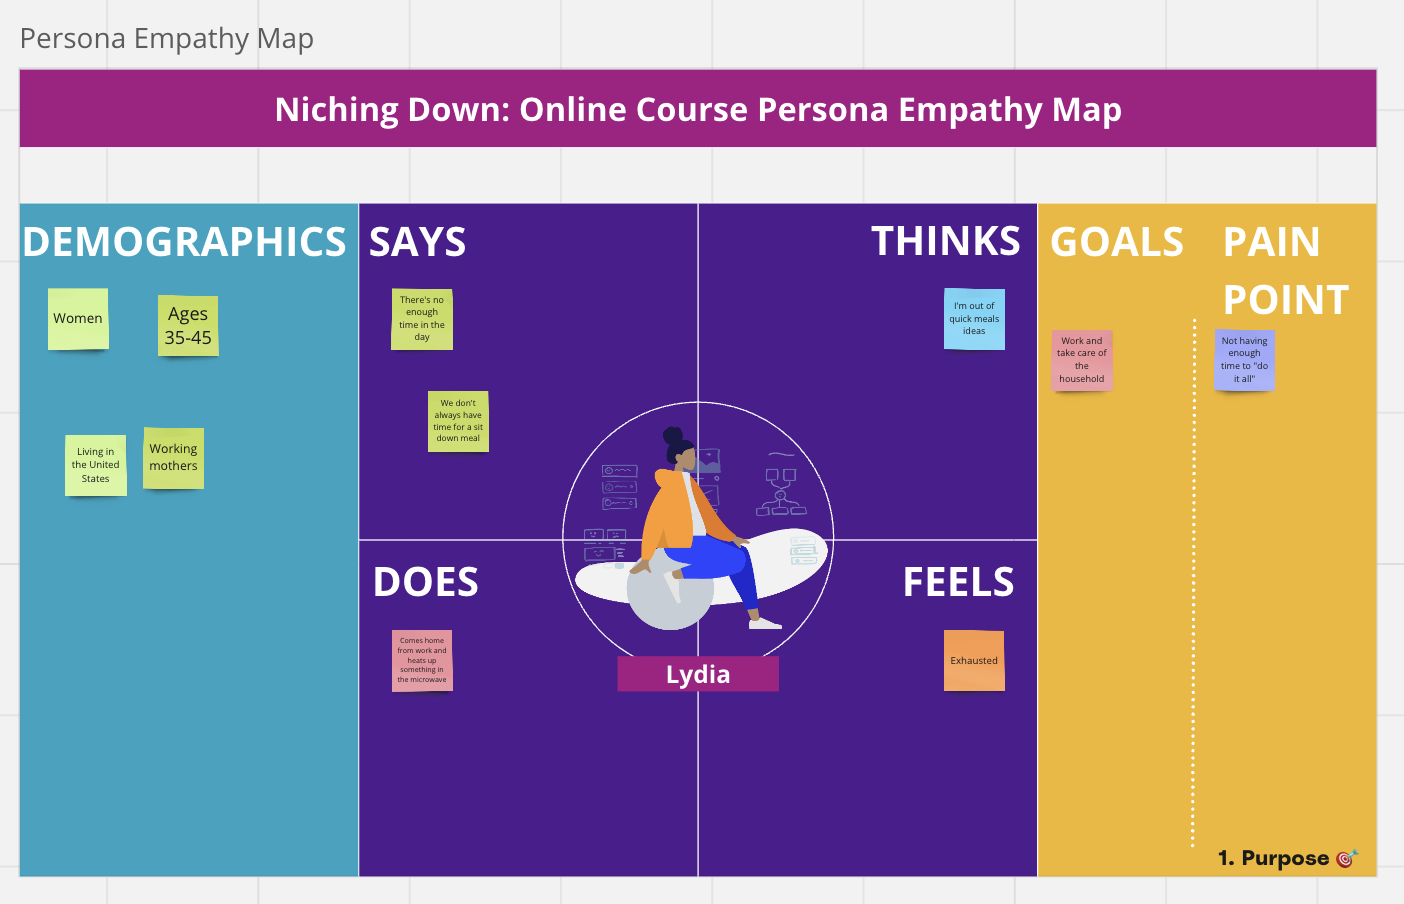 Persona Empathy Map
Niching Down: Online Course Persona Empathy Map
DEMOGRAPHICS
Women
Ages
35-45
Living in
the United
States
Working
mothers
SAYS
There's no
enough
time in the
day
We don't
always have
time for a sit
down meal
THINKS
I'm out of
quick meals
ideas
DOES
Comes home
from work and
heats up
something in
the microwave
FEELS
Exhausted
Lydia
GOALS
Work and
take care of
the
household
PAIN
POINT
Not having
enough
time to "do
it all"
1. Purpose